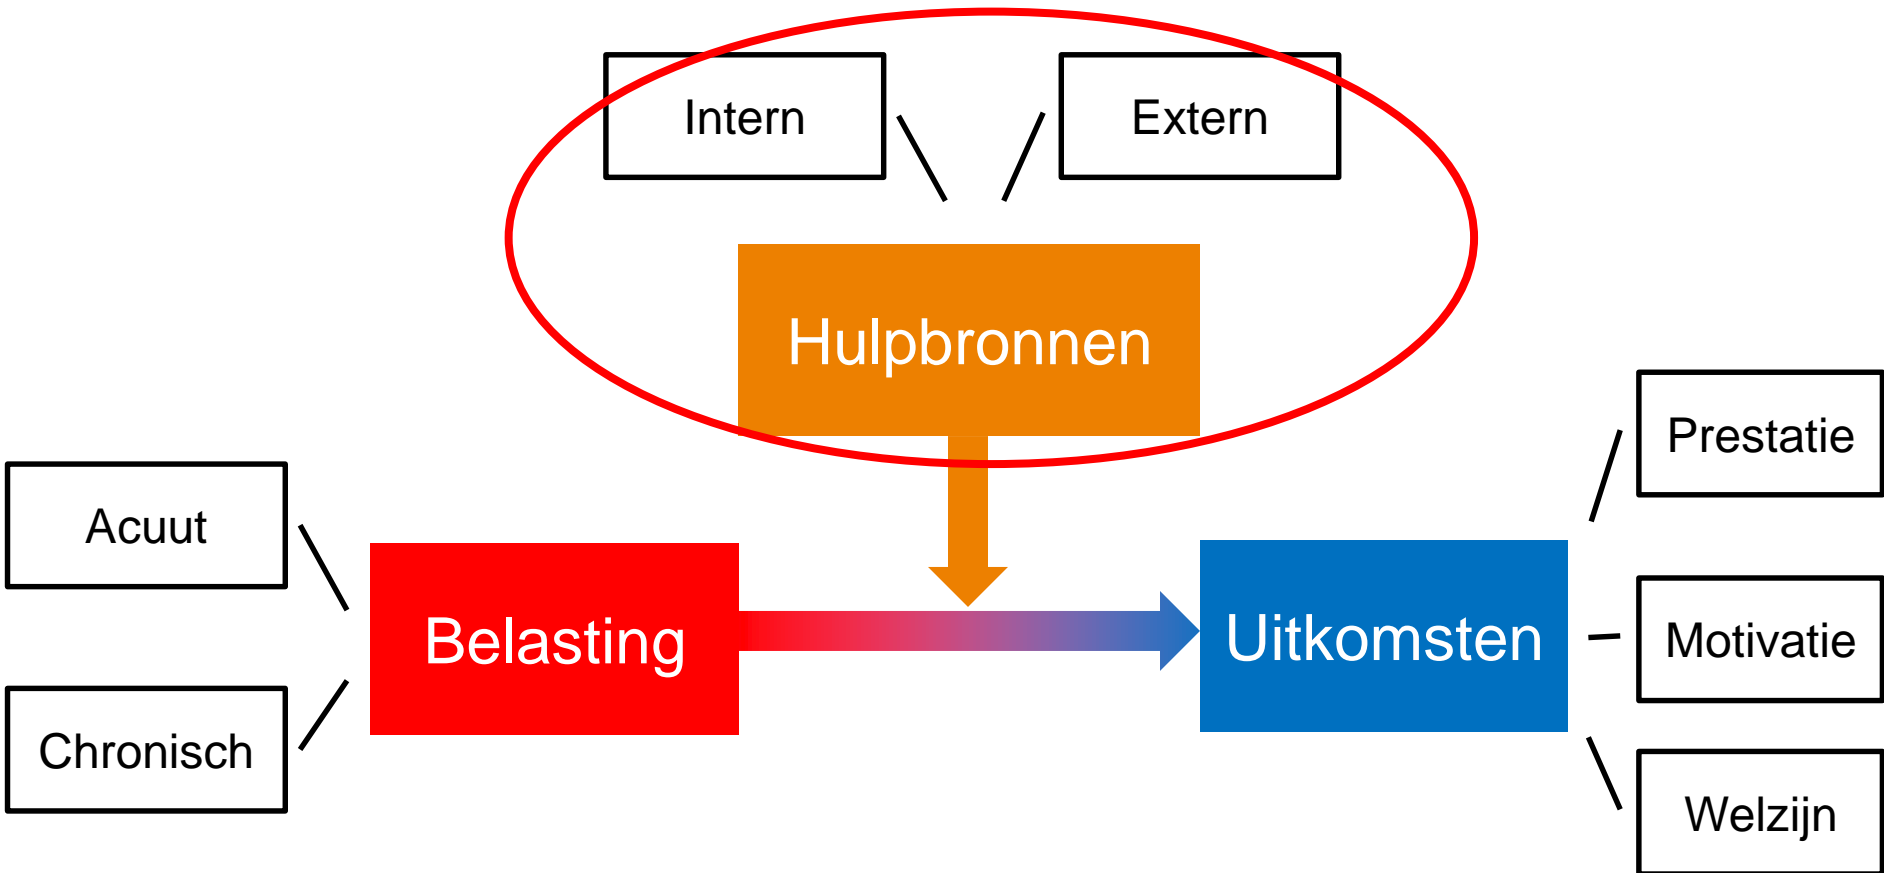 Intern
Extern
Hulpbronnen
Prestatie
Acuut
Belasting
Uitkomsten
Motivatie
Chronisch
Welzijn